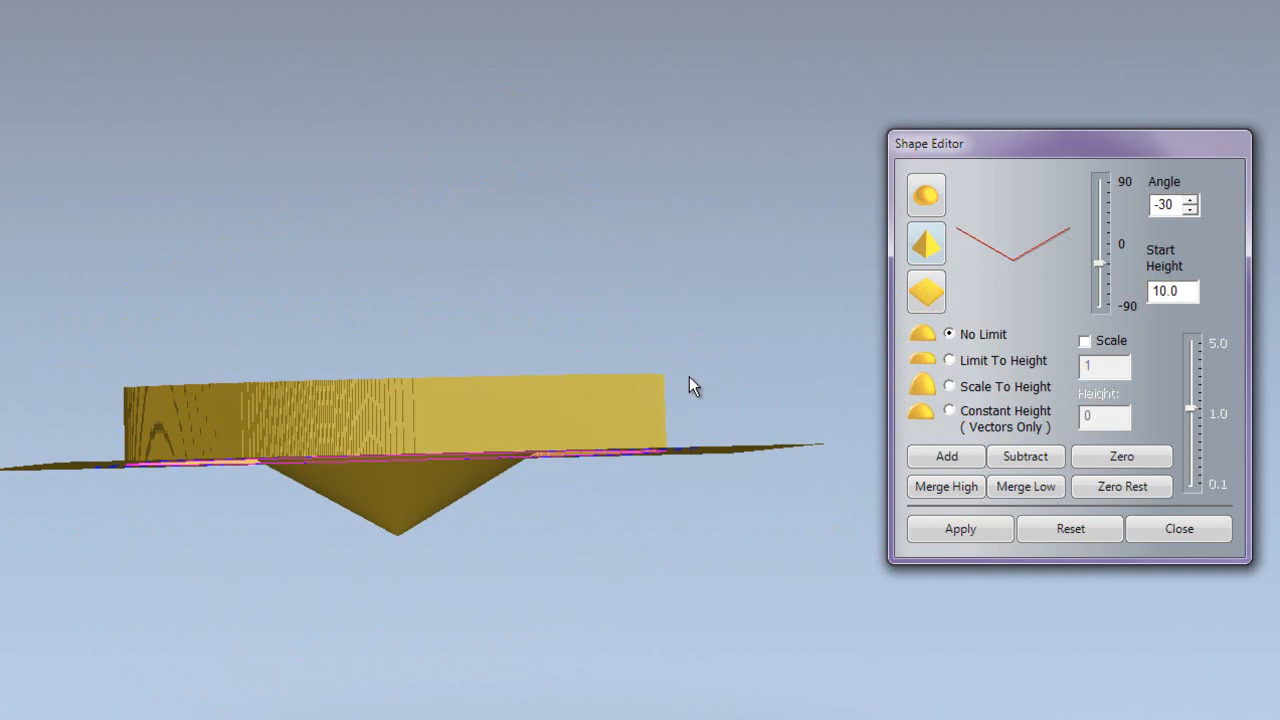 Shape Editor
90
Angle
-30
0
Start
Height
10.0
-90
No Limit
Scale
5.0
Limit To Height
1
Scale To Height
Height:
Constant Height
0
1.0
( Vectors Only )
Add
Subtract
Zero
Merge High
Merge Low
Zero Rest
0.1
Apply
Reset
Close